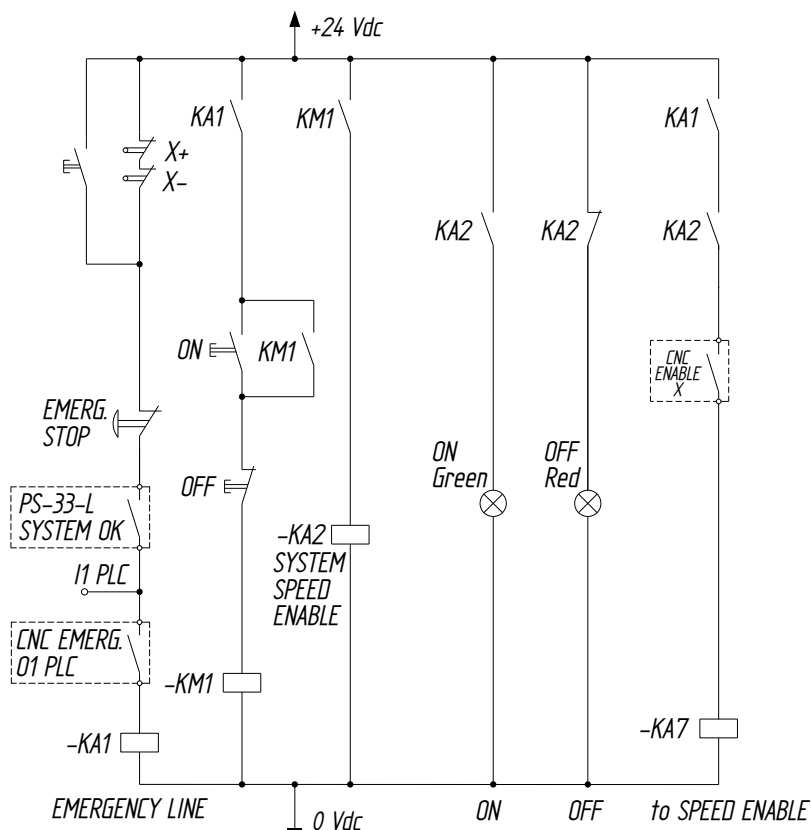 +24 Vdc
KA1
KM1
KA1
X+
X-
KA2
KA2
KA2
ON
KM1
CNC
ENABLE
X
EMERG.
STOP
ON
Green
OFF
Red
OFF
PS-33-L
SYSTEM OK
-KA2
SYSTEM
SPEED
ENABLE
I1 PLC
CNC EMERG.
O1 PLC
-KM1
-KA1
-KA7
EMERGENCY LINE
0 Vdc
ON
OFF
to SPEED ENABLE